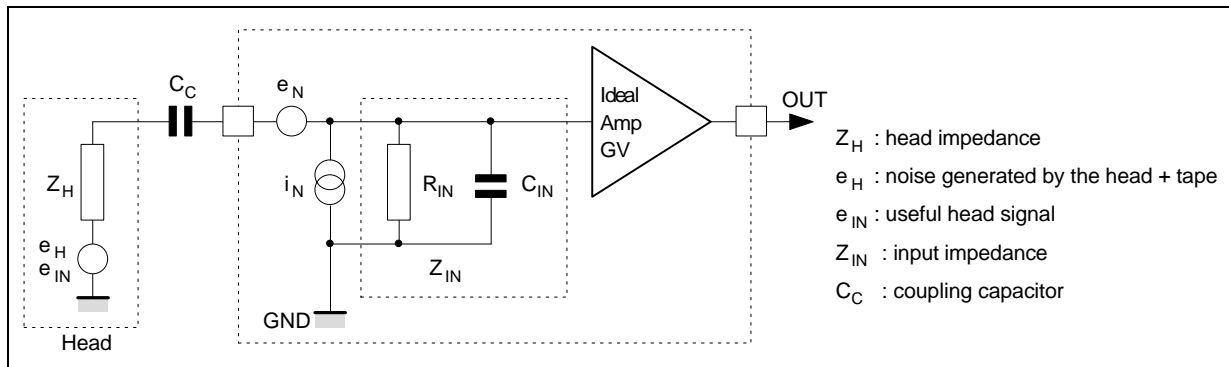 C_C
e_N
Ideal
Amp
GV
OUT
Z_H
i_N
R_IN
C_IN
e_H
e_IN
Z_IN
GND
Head
Z_H : head impedance
e_H : noise generated by the head + tape
e_IN : useful head signal
Z_IN : input impedance
C_C : coupling capacitor